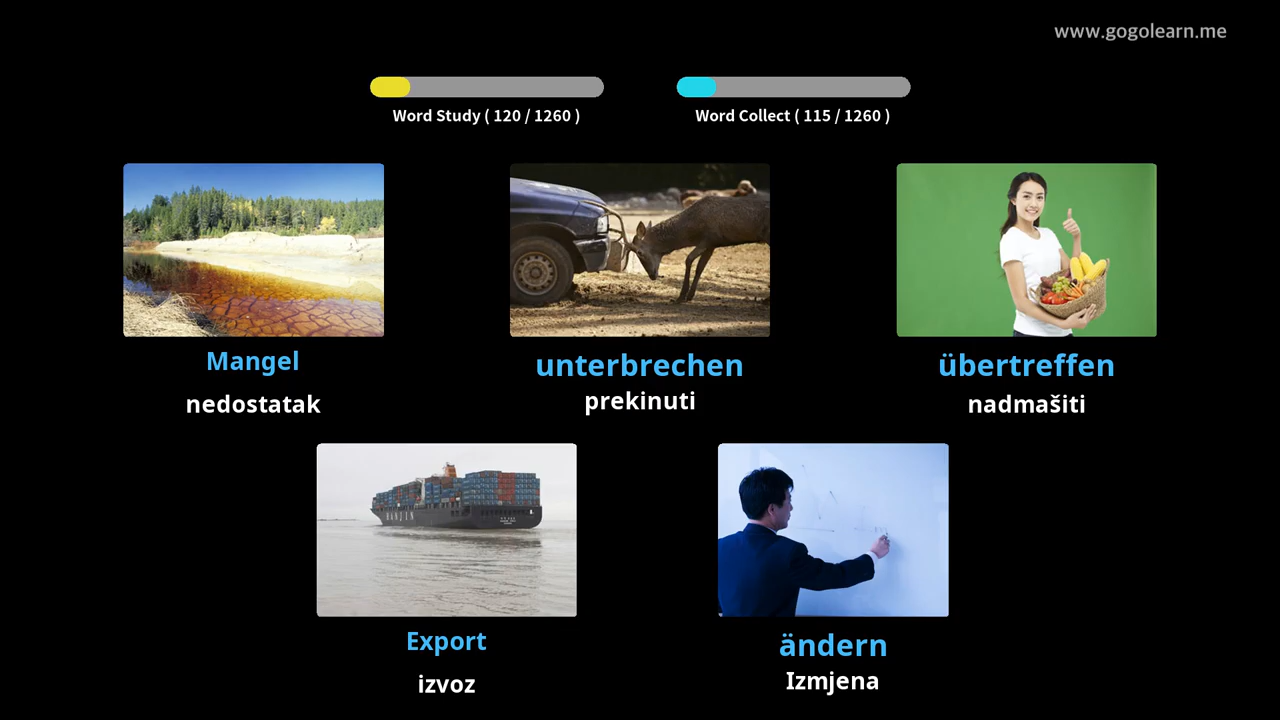 www.gogolearn.me
Word Study ( 120 / 1260 )
Word Collect ( 115 / 1260 )
Mangel
nedostatak
unterbrechen
prekinuti
übertreffen
nadmašiti
HANJIN
Export
izvoz
ändern
Izmjena